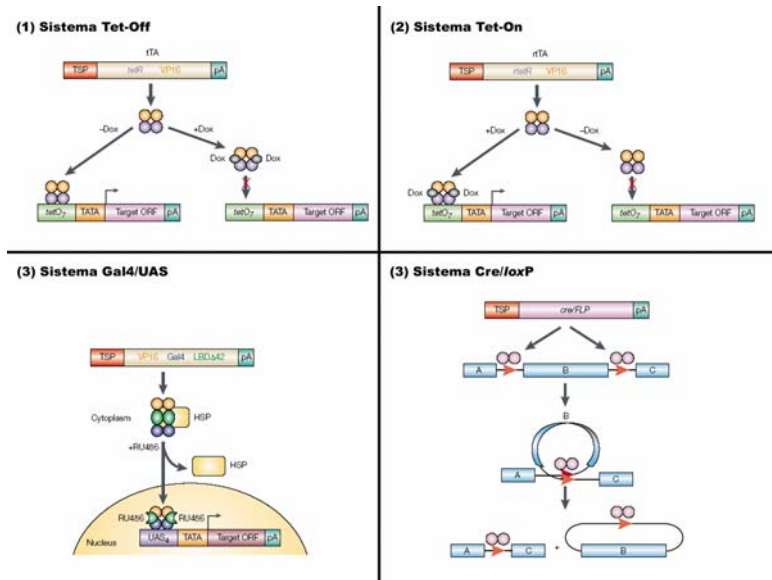 (1) Sistema Tet-Off
tTA
TSP tetR VP16 pA
–Dox +Dox
Dox Dox
tetO7 TATA Target ORF pA
tetO7 TATA Target ORF pA
(2) Sistema Tet-On
rtTA
TSP rtetR VP16 pA
+Dox –Dox
Dox Dox
tetO7 TATA Target ORF pA
tetO7 TATA Target ORF pA
(3) Sistema Gal4/UAS
TSP VP16 Gal4 LBDΔ42 pA
Cytoplasm HSP
+RU486
HSP
RU486 RU486
Nucleus UAS4 TATA Target ORF pA
(3) Sistema Cre/loxP
TSP cre/FLP pA
A B C
B
A C
A C + B